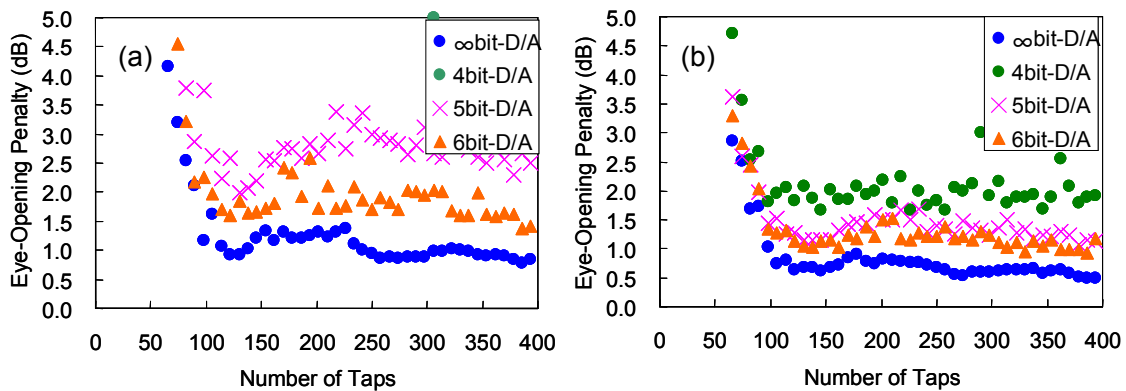 (a)
Eye-Opening Penalty (dB)
5.0
4.5
4.0
3.5
3.0
2.5
2.0
1.5
1.0
0.5
0.0
0 50 100 150 200 250 300 350 400
Number of Taps
∞bit-D/A
4bit-D/A
5bit-D/A
6bit-D/A
(b)
Eye-Opening Penalty (dB)
5.0
4.5
4.0
3.5
3.0
2.5
2.0
1.5
1.0
0.5
0.0
0 50 100 150 200 250 300 350 400
Number of Taps
∞bit-D/A
4bit-D/A
5bit-D/A
6bit-D/A